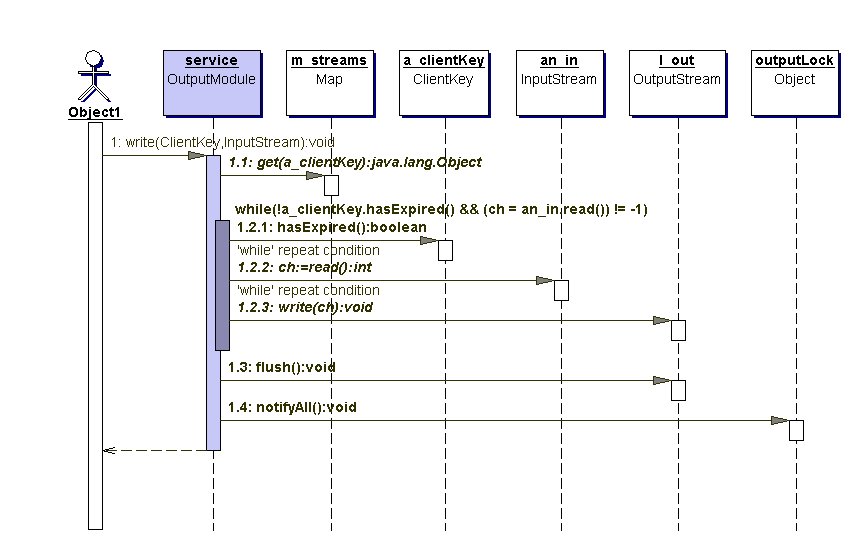 service
OutputModule
m_streams
Map
a_clientKey
ClientKey
an_in
InputStream
l_out
OutputStream
outputLock
Object
Object1
1: write(ClientKey,InputStream):void
1.1: get(a_clientKey):java.lang.Object
while(!a_clientKey.hasExpired() && (ch = an_in.read()) != -1)
1.2.1: hasExpired():boolean
'while' repeat condition
1.2.2: ch:=read():int
'while' repeat condition
1.2.3: write(ch):void
1.3: flush():void
1.4: notifyAll():void